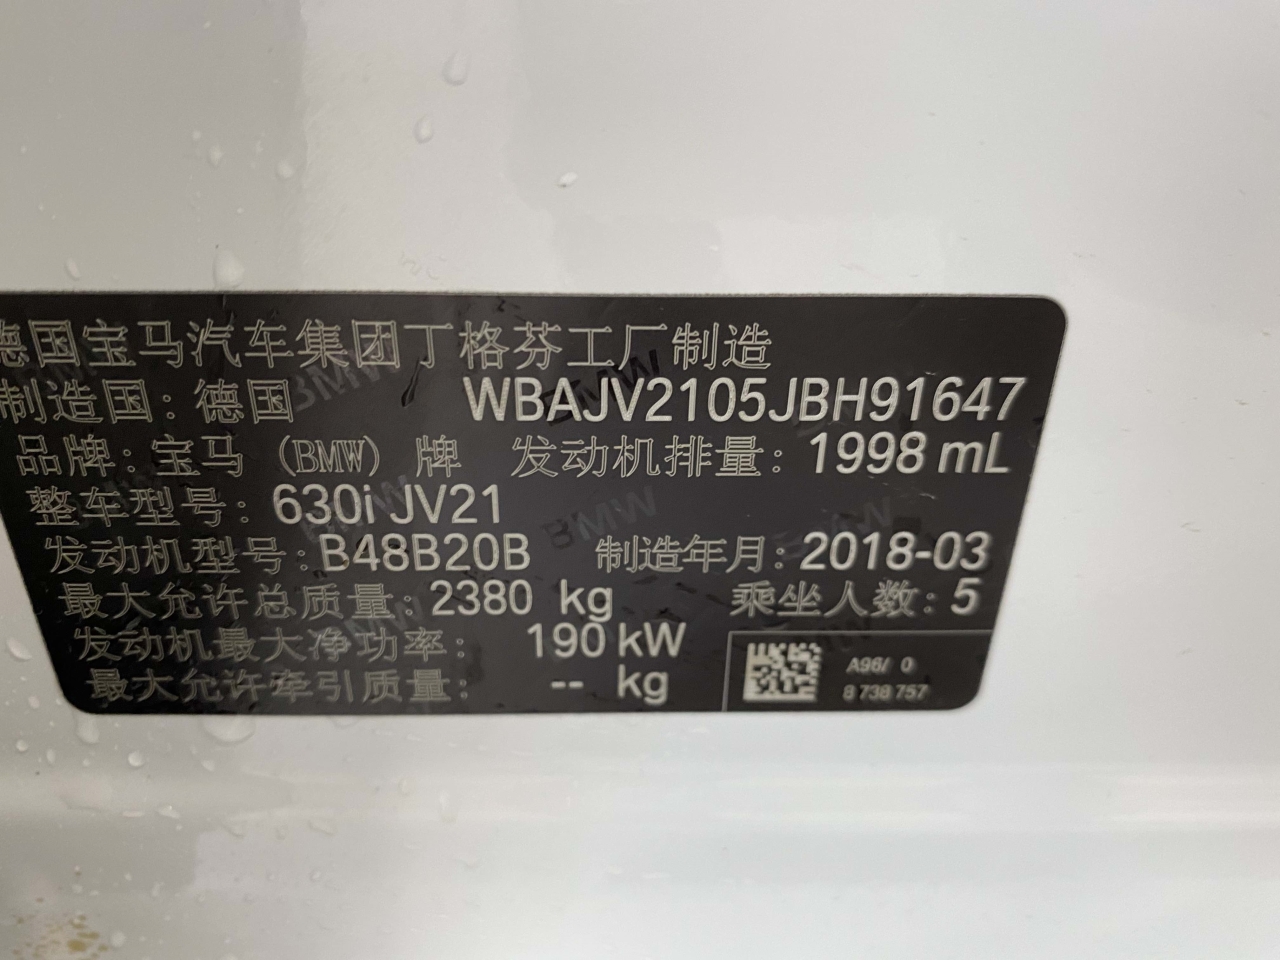 德国宝马汽车集团丁格芬工厂制造
制造国: 德国 WBAJV2105JBH91647
品牌: 宝马 (BMW) 牌 发动机排量: 1998 mL
整车型号: 630i JV21
发动机型号: B48B20B 制造年月: 2018-03
最大允许总质量: 2380 kg 乘坐人数: 5
发动机最大净功率: 190 kW
最大允许牵引质量: -- kg
A96/ 0
8 738 757